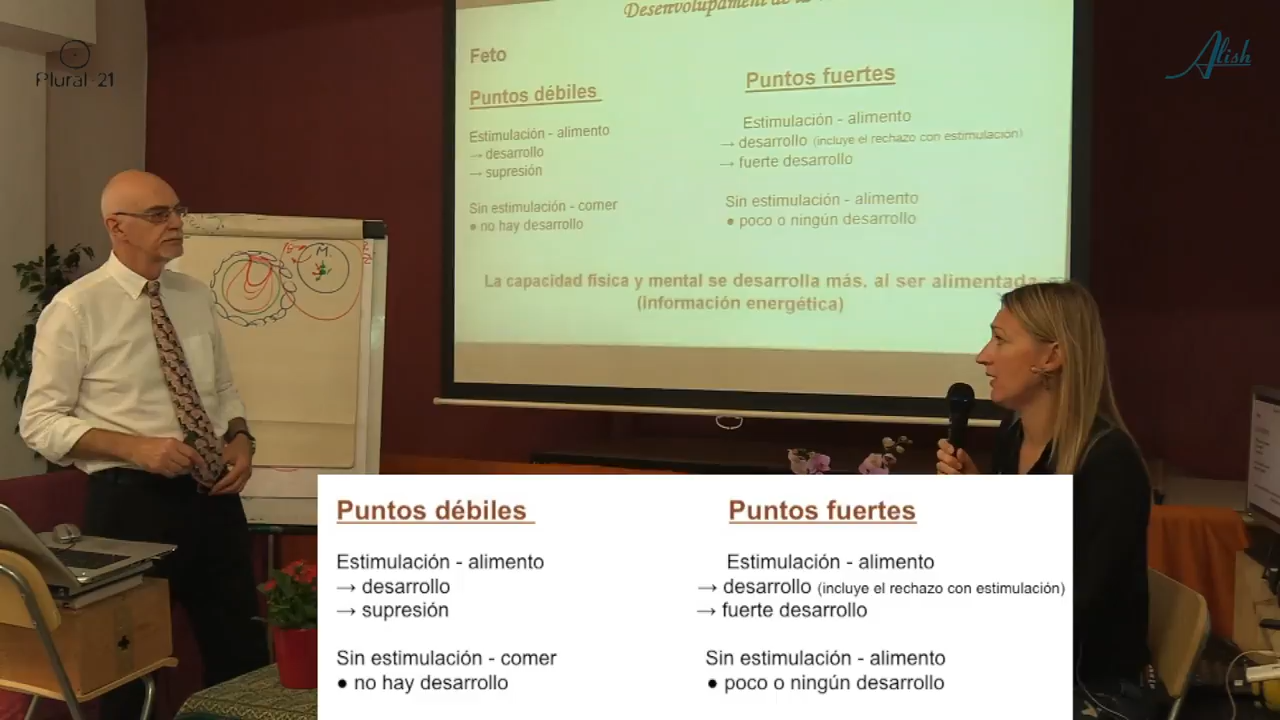 Desenvolupament de la
Plural-21
Alish
Feto
Puntos débiles
Estimulación - alimento
→ desarrollo
→ supresión
Sin estimulación - comer
● no hay desarrollo
Puntos fuertes
Estimulación - alimento
→ desarrollo (incluye el rechazo con estimulación)
→ fuerte desarrollo
Sin estimulación - alimento
● poco o ningún desarrollo
La capacidad física y mental se desarrolla más. al ser alimentada
(información energética)
M
Puntos débiles
Estimulación - alimento
→ desarrollo
→ supresión
Sin estimulación - comer
● no hay desarrollo
Puntos fuertes
Estimulación - alimento
→ desarrollo (incluye el rechazo con estimulación)
→ fuerte desarrollo
Sin estimulación - alimento
● poco o ningún desarrollo